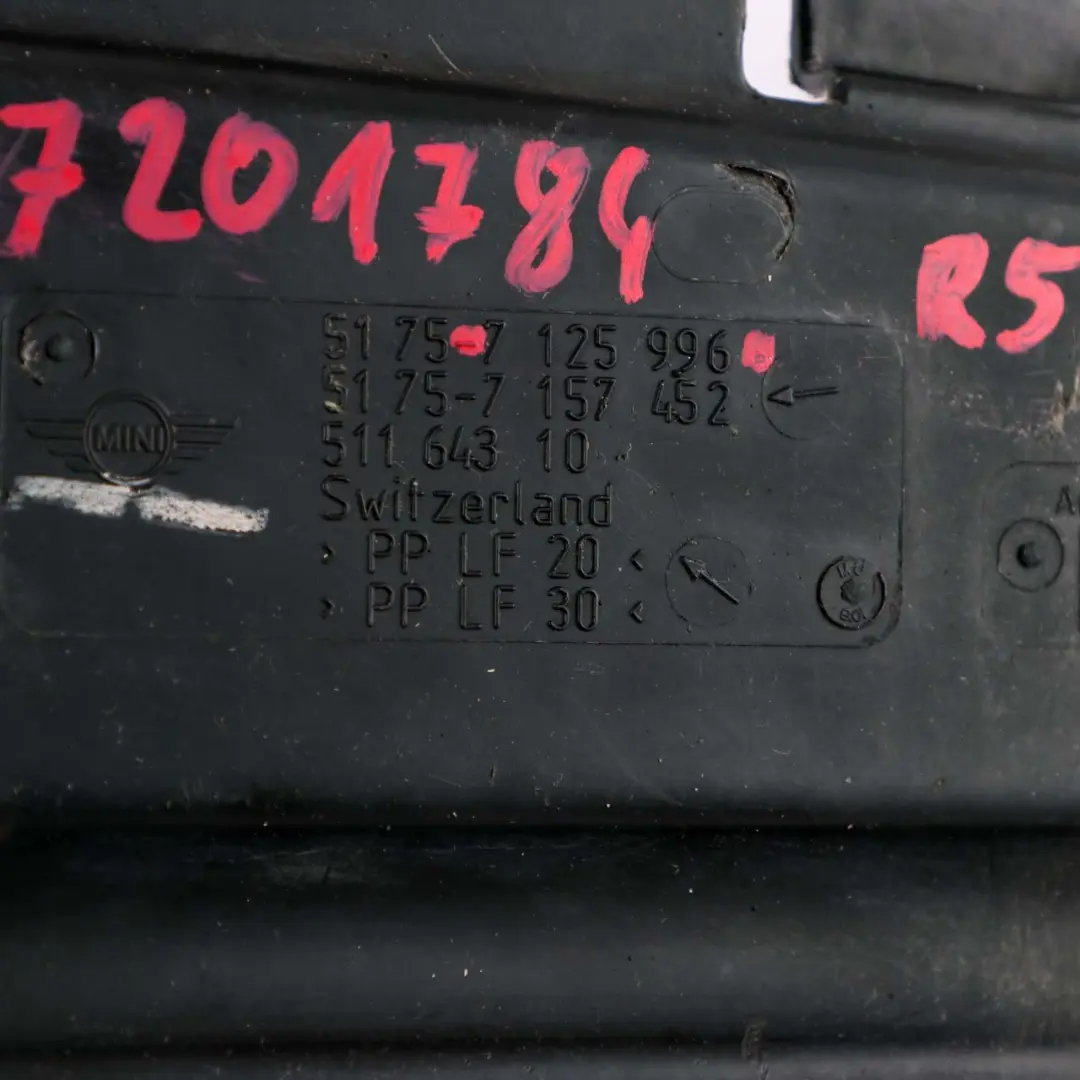 7201784
R5
51 75-7 125 996
51 75-7 157 452
MINI
511 643 10
Switzerland
> PP LF 20 <
> PP LF 30 <